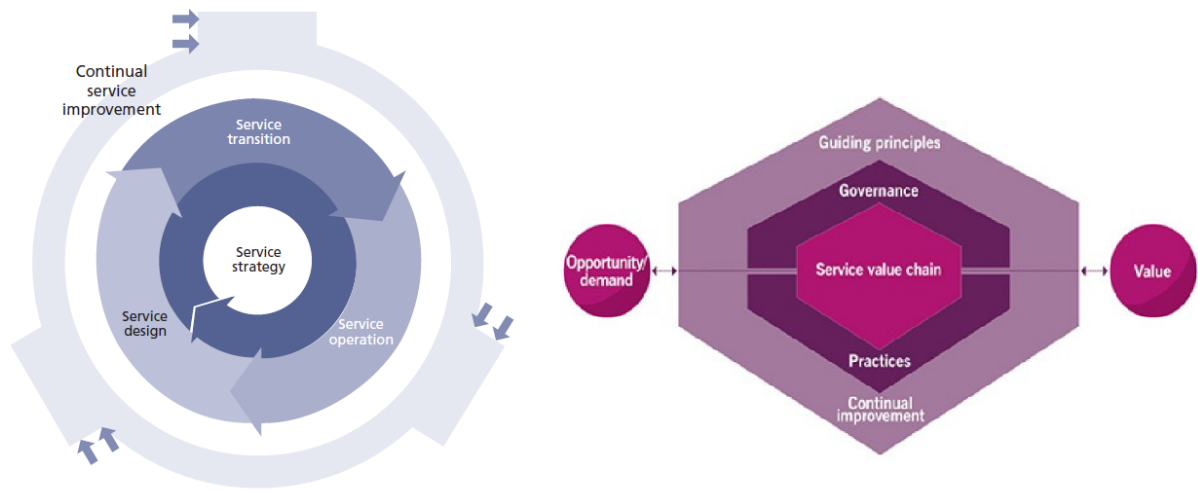 Continual
service
improvement
Service
transition
Service
strategy
Service
design
Service
operation
Guiding principles
Governance
Opportunity/
demand
Service value chain
Value
Practices
Continual
improvement